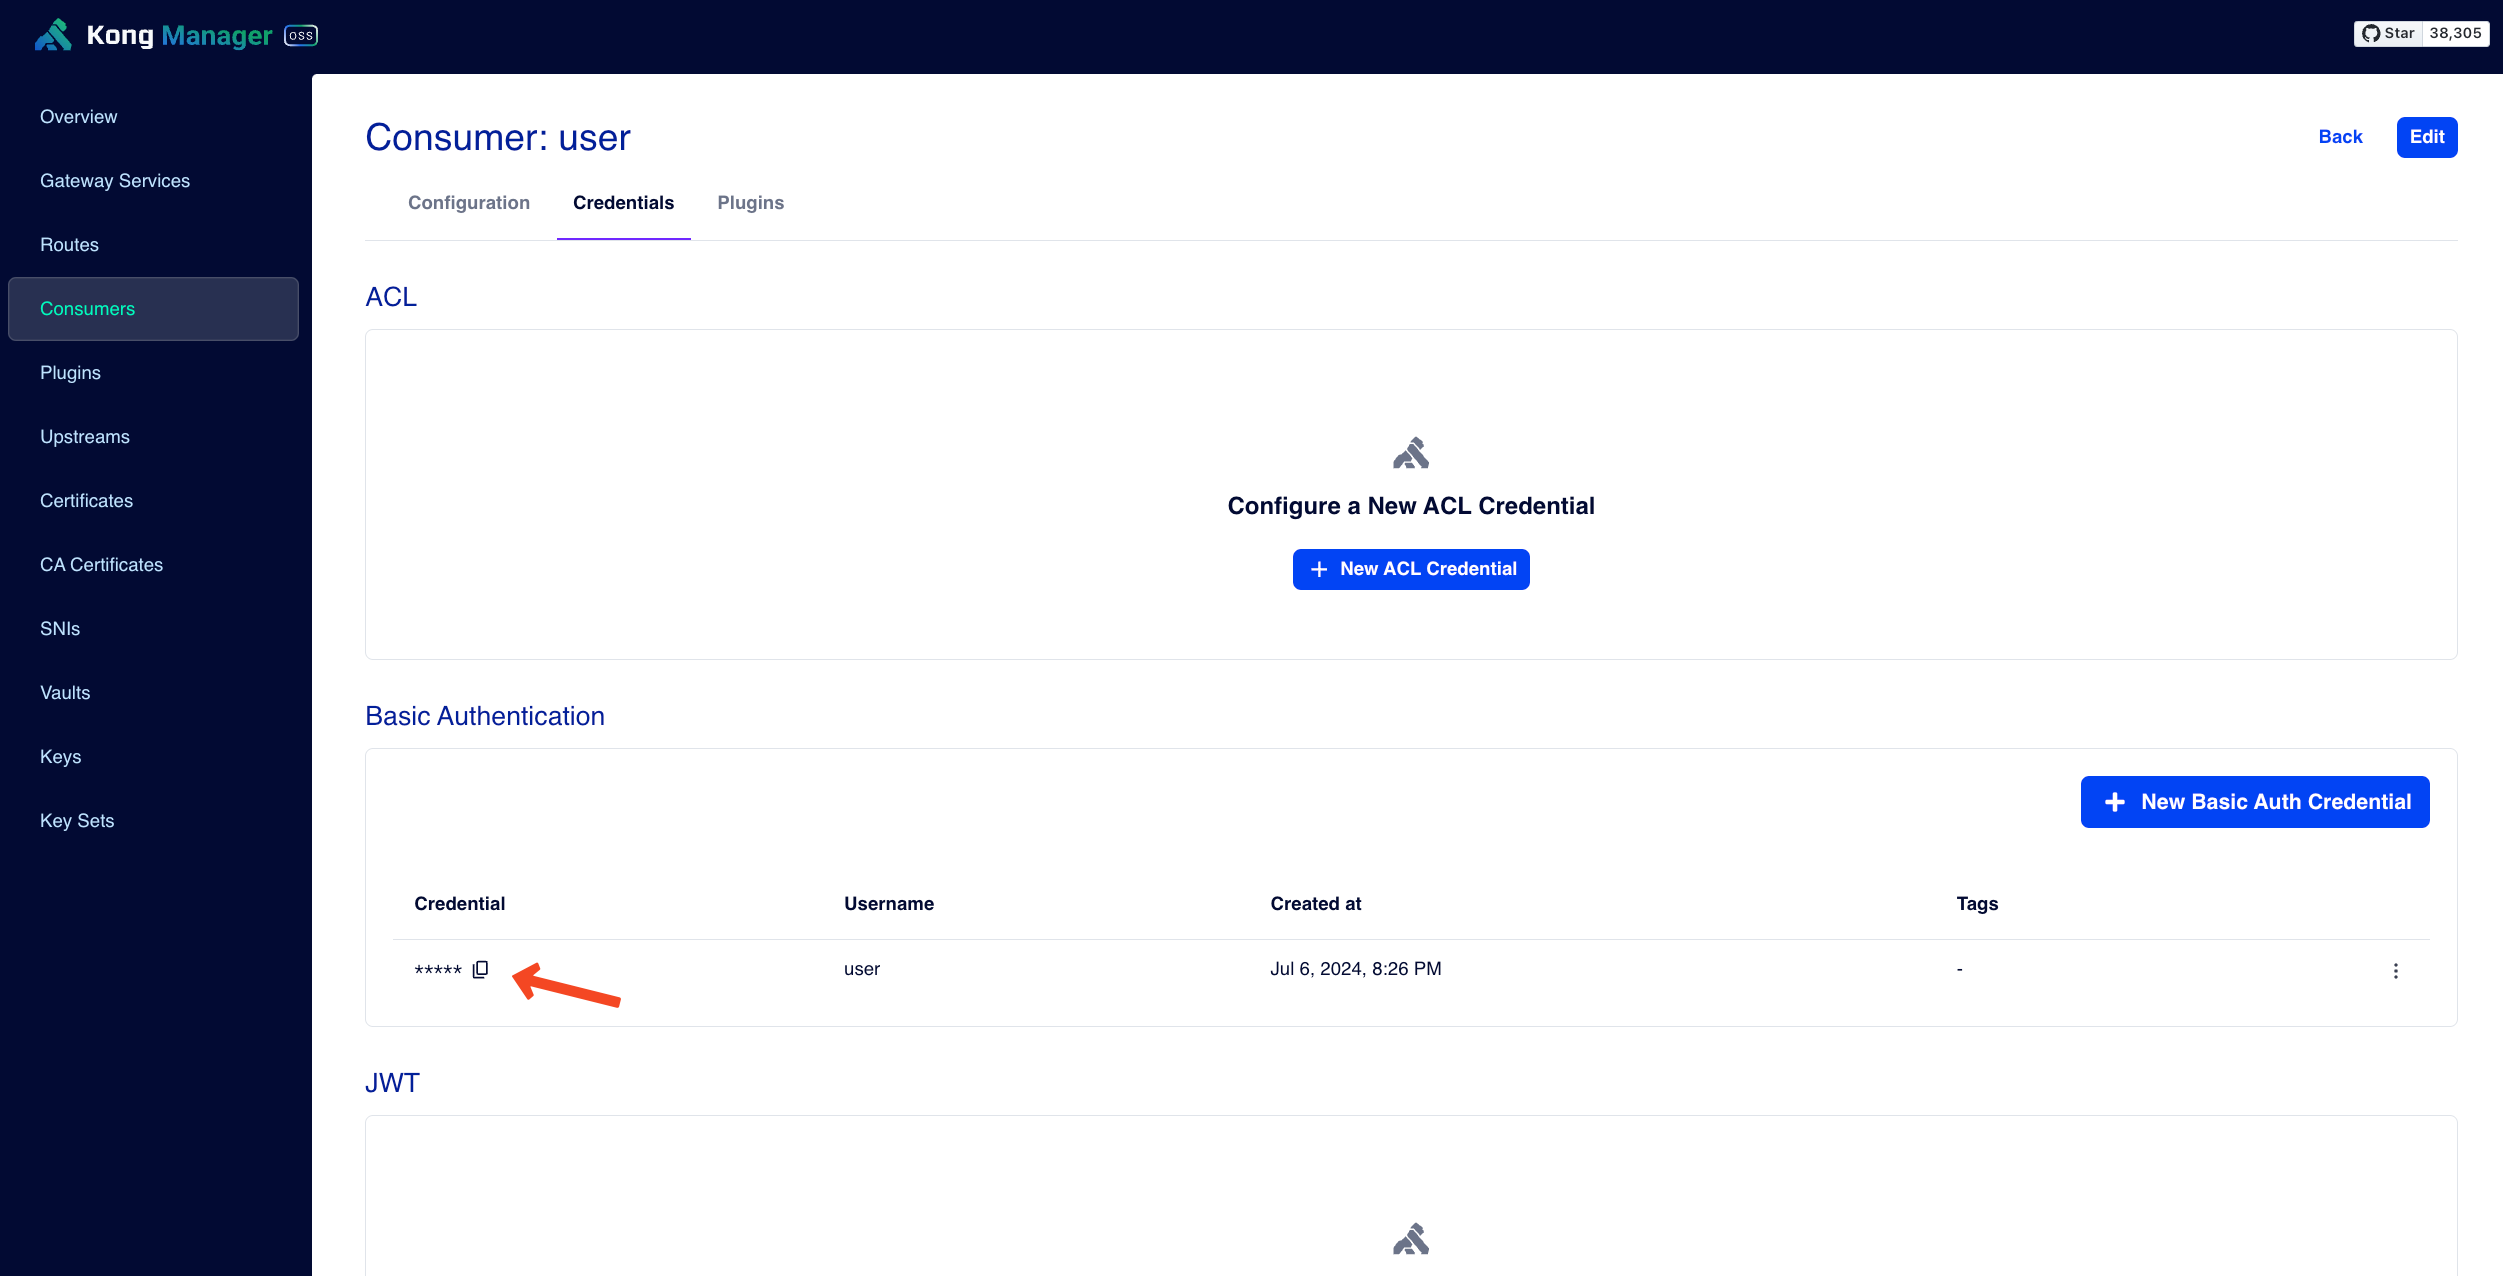 Kong Manager OSS
Star 38,305
Overview
Gateway Services
Routes
Consumers
Plugins
Upstreams
Certificates
CA Certificates
SNIs
Vaults
Keys
Key Sets
Consumer: user
Back
Edit
Configuration Credentials Plugins
ACL
Configure a New ACL Credential
New ACL Credential
Basic Authentication
New Basic Auth Credential
Credential Username Created at Tags
***** user Jul 6, 2024, 8:26 PM -
JWT